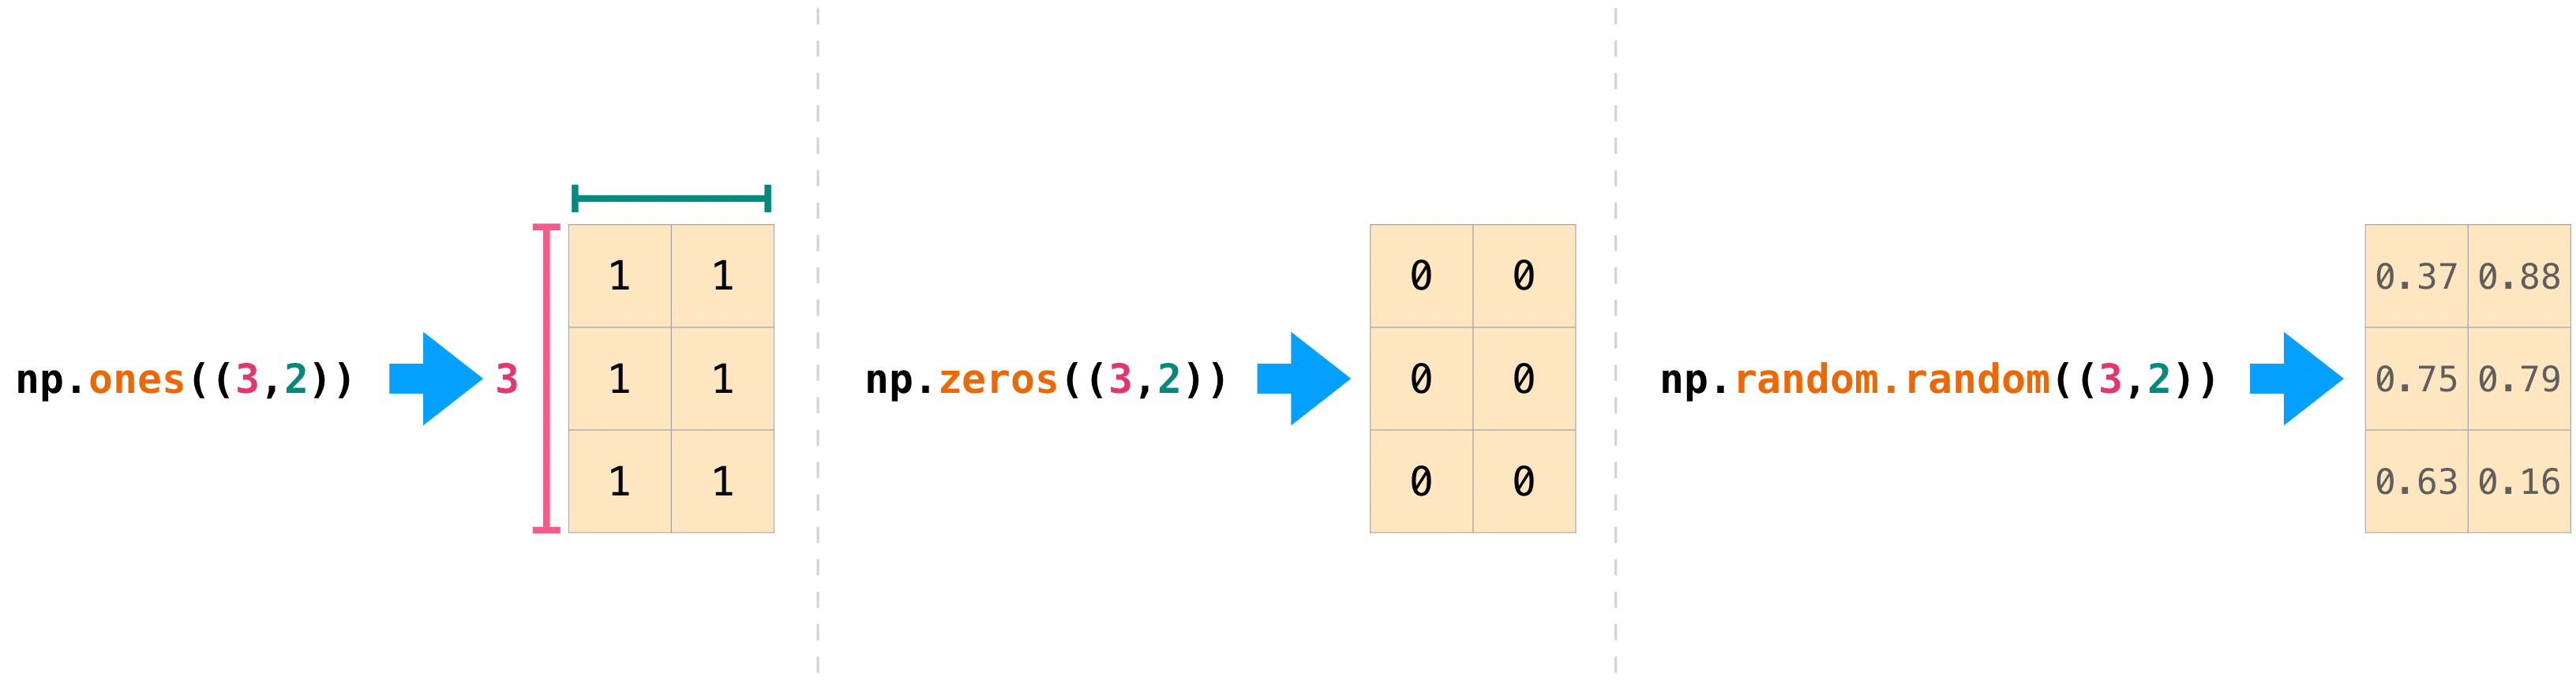 1 1 0 0 0.37 0.88
np.ones((3,2)) 3 1 1 np.zeros((3,2)) 0 0 np.random.random((3,2)) 0.75 0.79
1 1 0 0 0.63 0.16